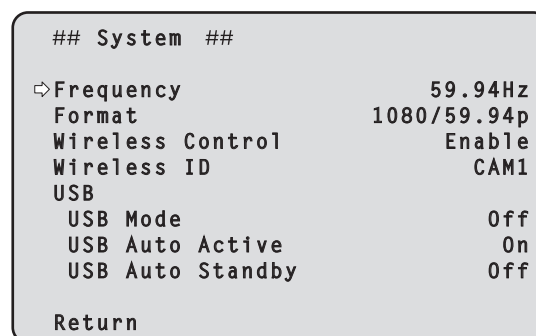 ## System ##
⇨Frequency 59.94Hz
Format 1080/59.94p
Wireless Control Enable
Wireless ID CAM1
USB
USB Mode Off
USB Auto Active On
USB Auto Standby Off
Return